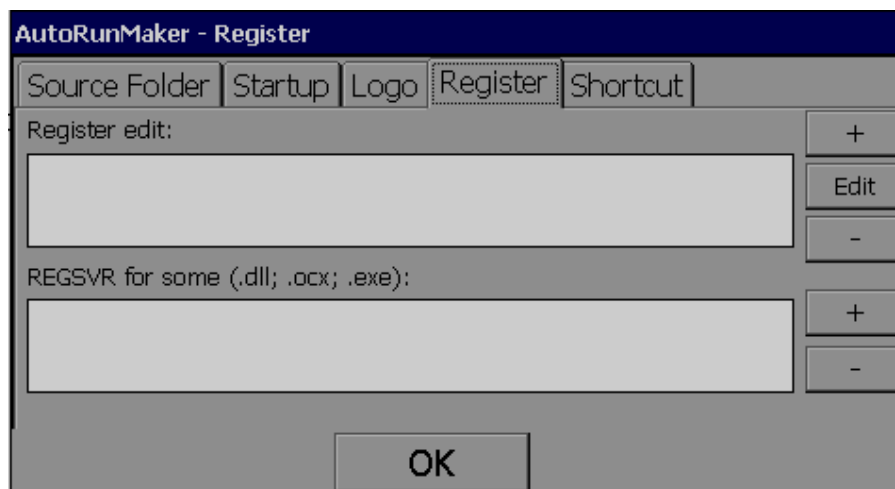 AutoRunMaker - Register
Source Folder Startup Logo Register Shortcut
Register edit:
+
Edit
-
REGSVR for some (.dll; .ocx; .exe):
+
-
OK